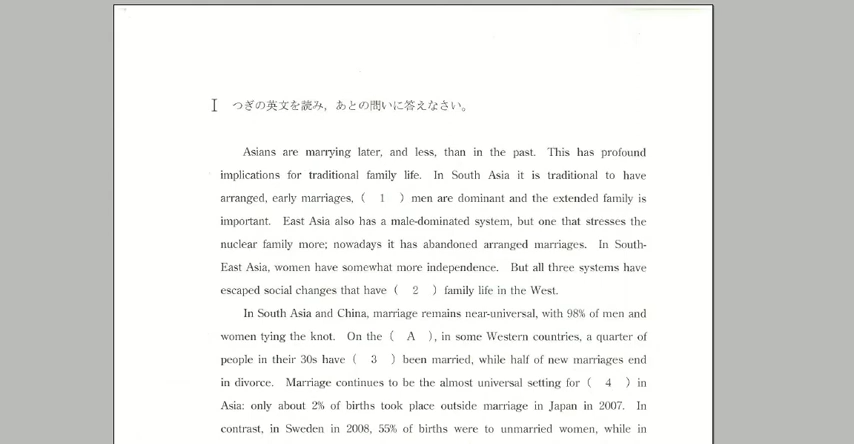 I つぎの英文を読み，あとの問いに答えなさい。
Asians are marrying later, and less, than in the past. This has profound
implications for traditional family life. In South Asia it is traditional to have
arranged, early marriages, ( 1 ) men are dominant and the extended family is
important. East Asia also has a male-dominated system, but one that stresses the
nuclear family more; nowadays it has abandoned arranged marriages. In South-
East Asia, women have somewhat more independence. But all three systems have
escaped social changes that have ( 2 ) family life in the West.
In South Asia and China, marriage remains near-universal, with 98% of men and
women tying the knot. On the ( A ), in some Western countries, a quarter of
people in their 30s have ( 3 ) been married, while half of new marriages end
in divorce. Marriage continues to be the almost universal setting for ( 4 ) in
Asia: only about 2% of births took place outside marriage in Japan in 2007. In
contrast, in Sweden in 2008, 55% of births were to unmarried women, while in